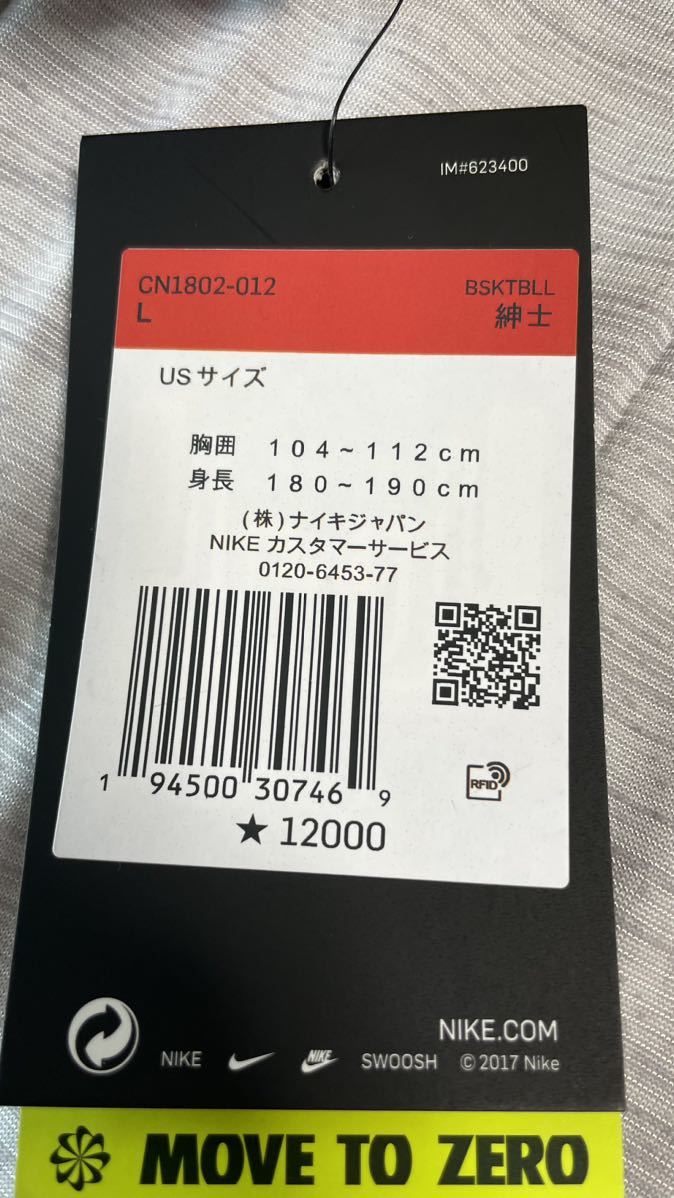 IM#623400
CN1802-012 BSKTBLL
L 紳士
USサイズ
胸囲 104~112cm
身長 180~190cm
(株)ナイキジャパン
NIKE カスタマーサービス
0120-6453-77
RFID
1 94500 30746 9
★ 12000
NIKE.COM
NIKE NIKE SWOOSH © 2017 Nike
MOVE TO ZERO